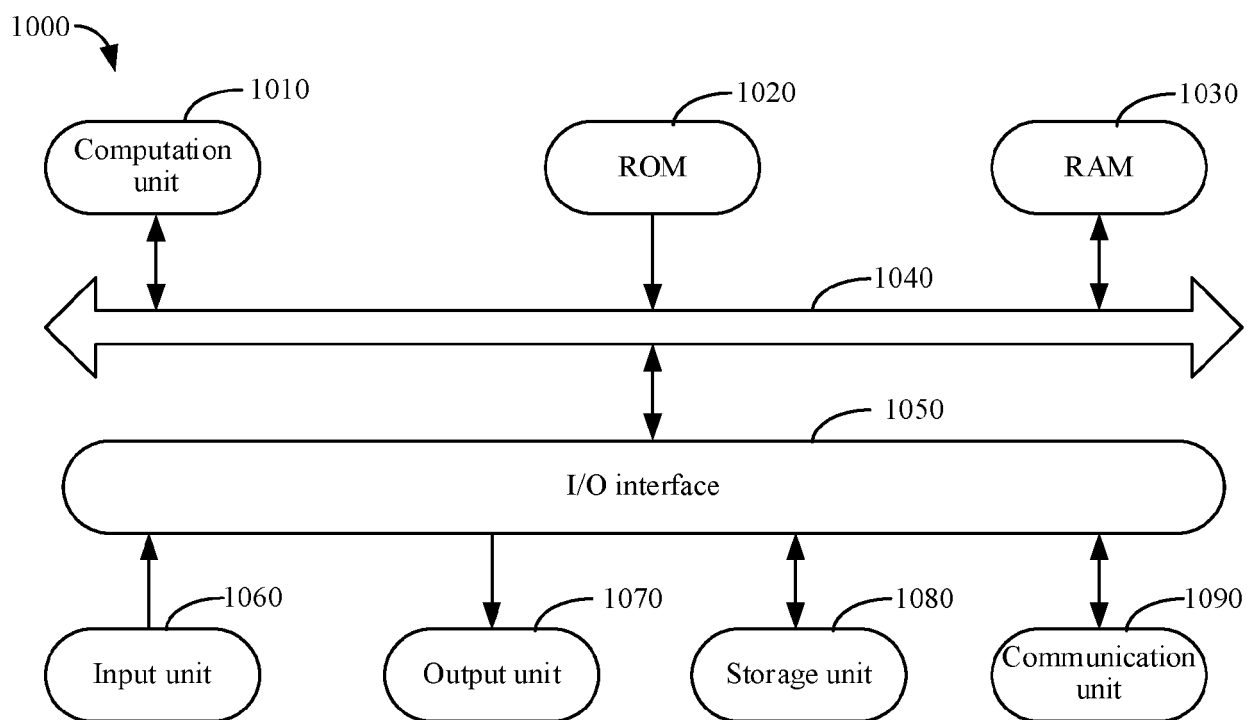 1000
1010
1020
1030
Computation
unit
ROM
RAM
1040
1050
I/O interface
1060
1070
1080
1090
Input unit
Output unit
Storage unit
Communication
unit